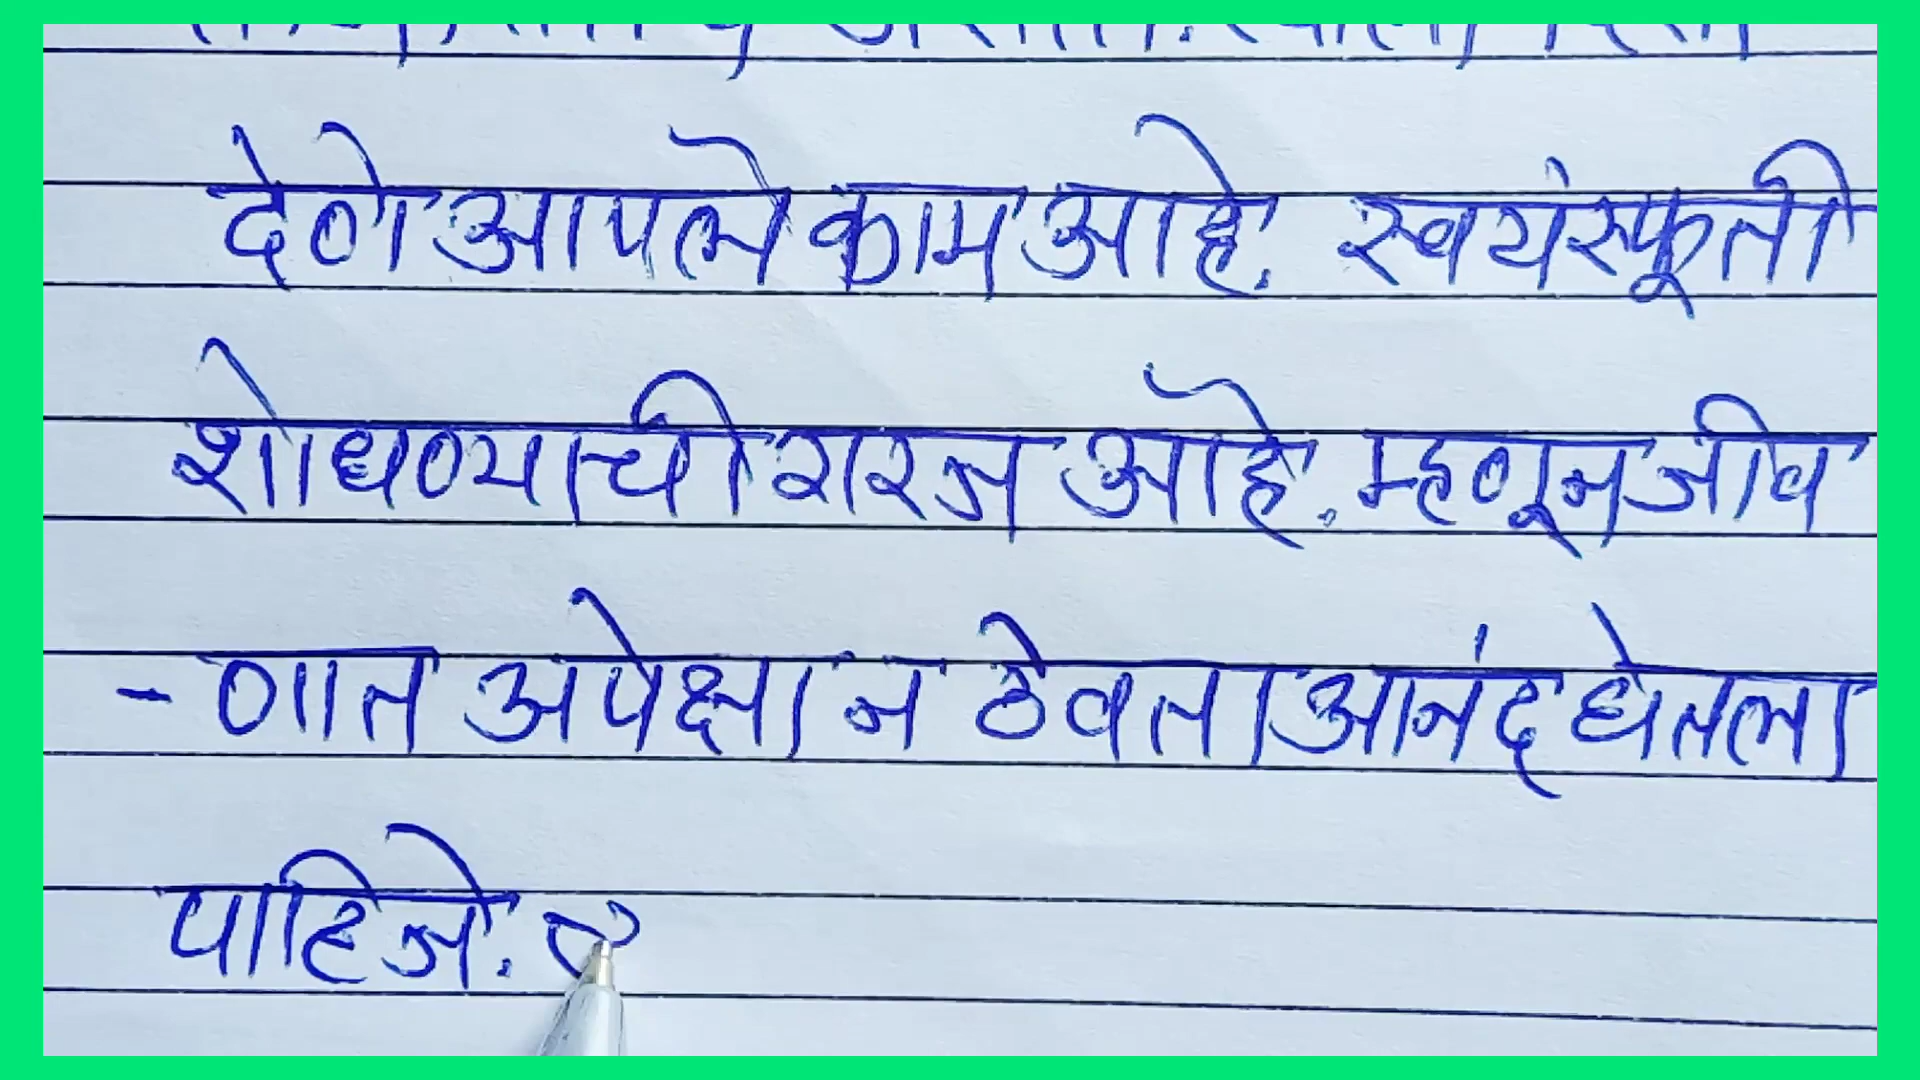 देणे आपले काम आहे. स्वयंस्फूर्ती
शोधण्याची गरज आहे. म्हणून जीव
- णात अपेक्षा न ठेवता आनंद घेतला
पाहिजे.